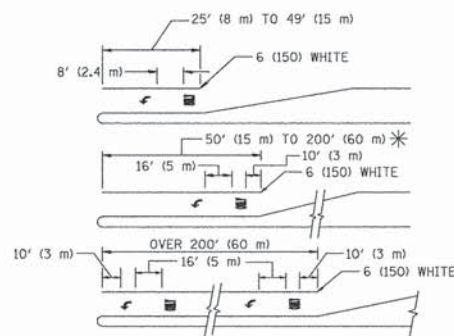 25' (8 m) TO 49' (15 m)
8' (2.4 m)
6 (150) WHITE
50' (15 m) TO 200' (60 m) *
16' (5 m)
10' (3 m)
6 (150) WHITE
OVER 200' (60 m)
10' (3 m)
16' (5 m)
10' (3 m)
6 (150) WHITE